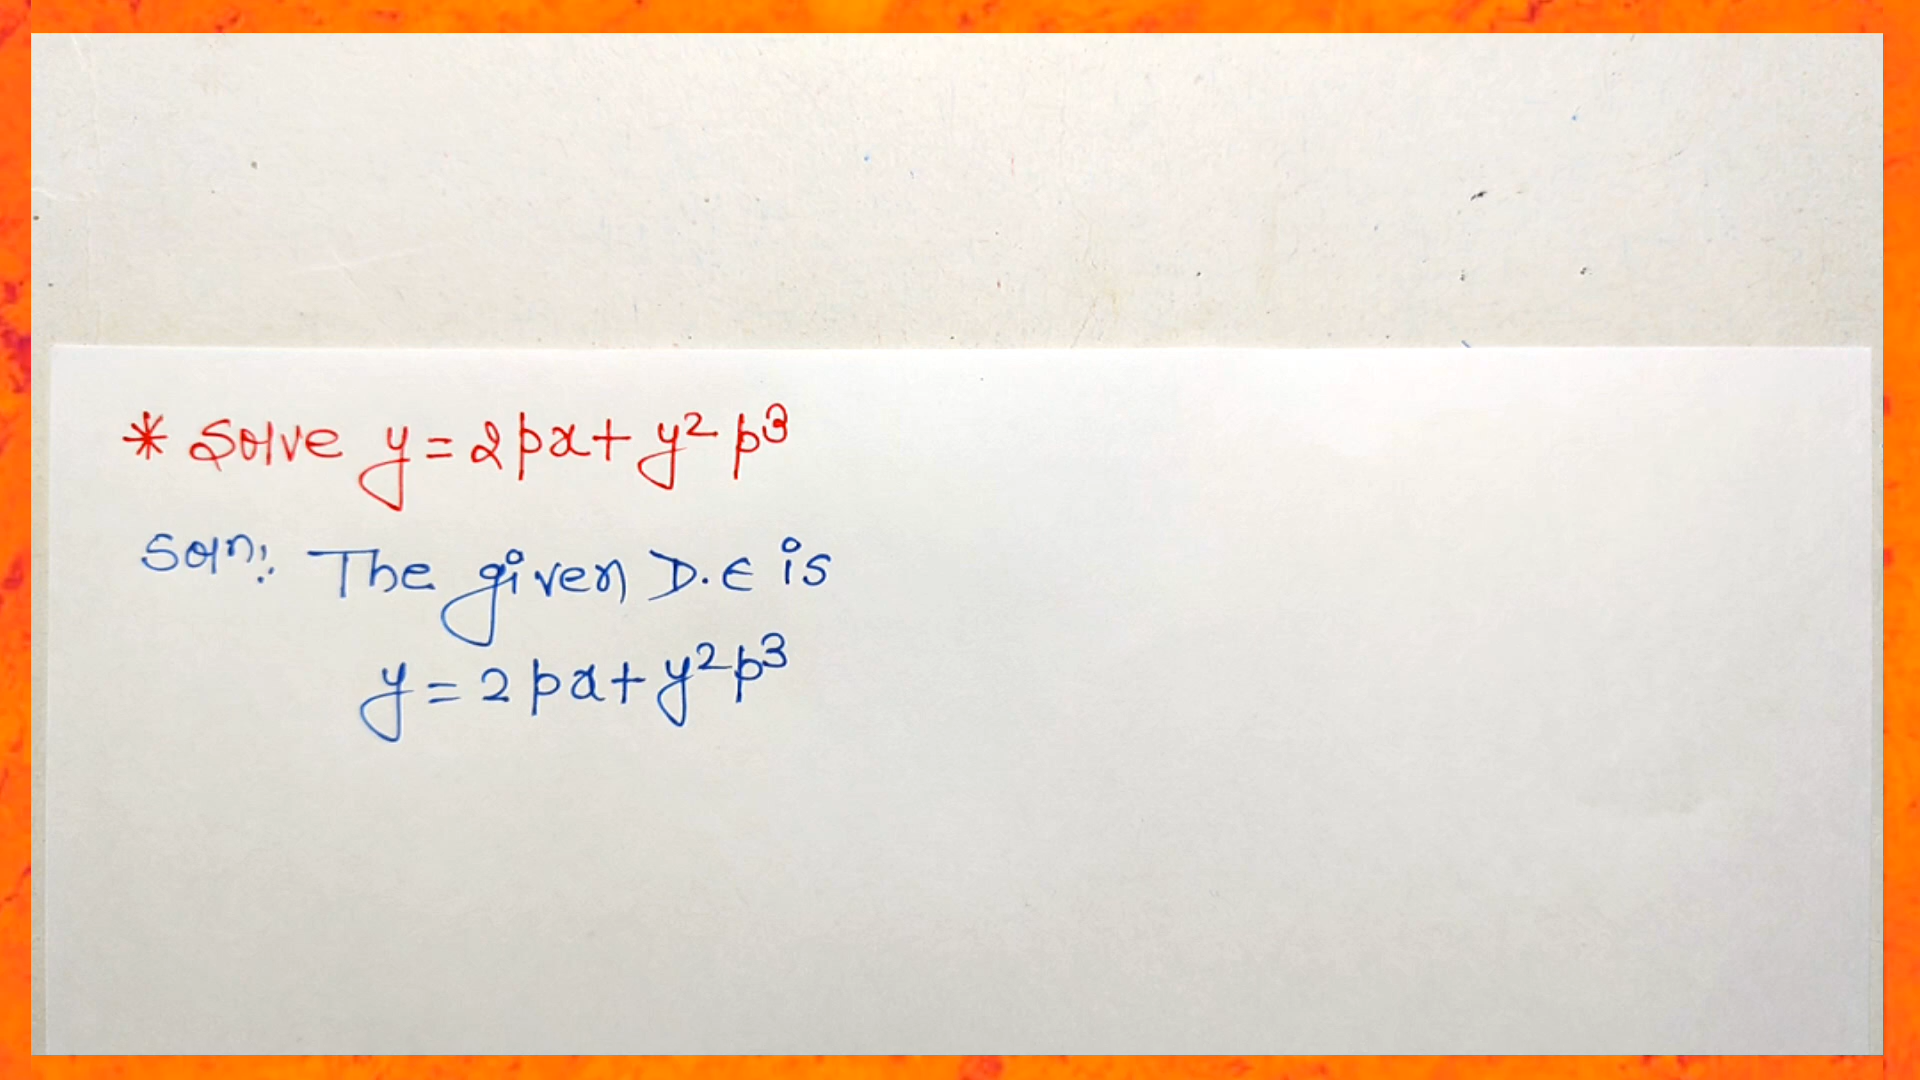 * Solve y = 2px + y² p³
Soln: The given D.E is
y = 2px + y²p³